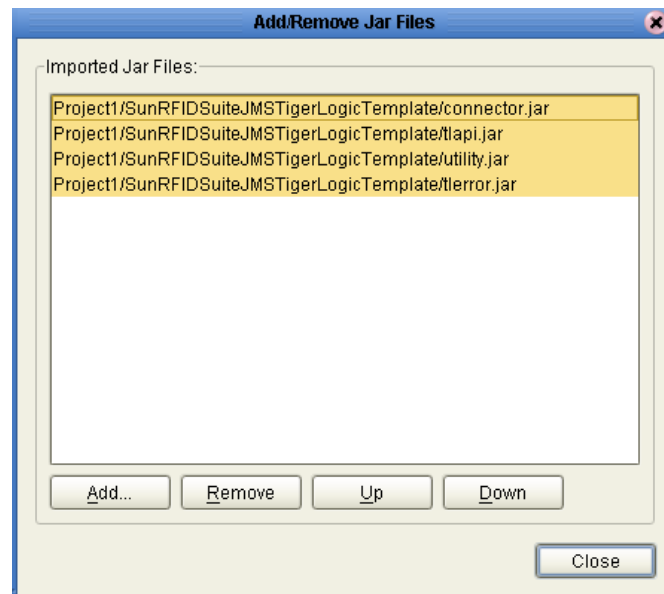 Add/Remove Jar Files
Imported Jar Files:
Project1/SunRFIDSuiteJMSTigerLogicTemplate/connector.jar
Project1/SunRFIDSuiteJMSTigerLogicTemplate/tlapi.jar
Project1/SunRFIDSuiteJMSTigerLogicTemplate/utility.jar
Project1/SunRFIDSuiteJMSTigerLogicTemplate/tlerror.jar
Add... Remove Up Down
Close